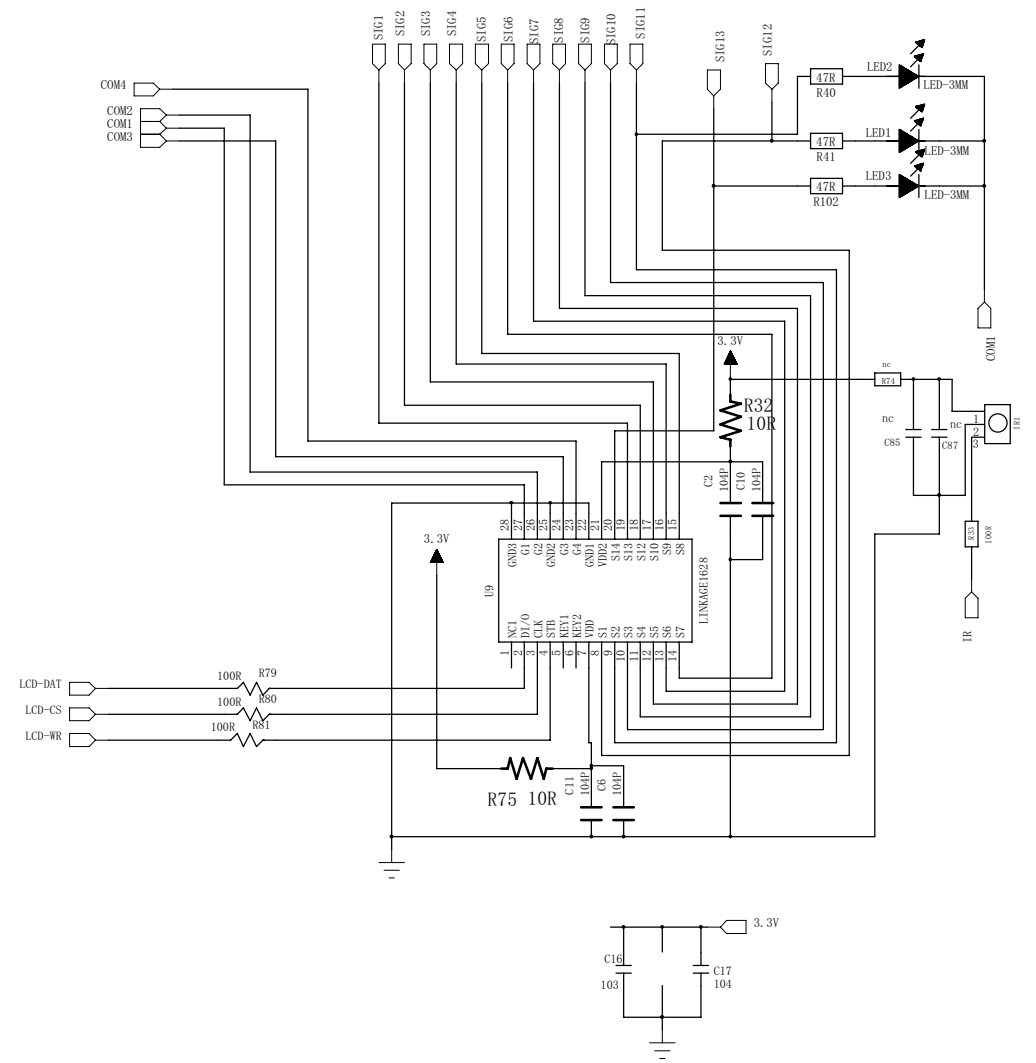 SIG1
SIG2
SIG3
SIG4
SIG5
SIG6
SIG7
SIG8
SIG9
SIG10
SIG11
SIG13
SIG12
COM4
COM2
COM1
COM3
LED2
47R
R40
LED-3MM
LED1
47R
R41
LED-3MM
LED3
47R
R102
LED-3MM
COM1
3.3V
nc
R74
R32
10R
nc
C85
nc
C87
1
2
3
IR1
C2
104P
C10
104P
R33
100R
IR
3.3V
28
27
26
25
24
23
22
21
20
19
18
17
16
15
GND3
G1
G2
GND2
G3
G4
GND1
VDD2
S14
S13
S12
S10
S9
S8
U9
LINKAGE1628
NC1
DI/O
CLK
STB
KEY1
KEY2
VDD
S1
S2
S3
S4
S5
S6
S7
1
2
3
4
5
6
7
8
9
10
11
12
13
14
LCD-DAT
100R
R79
LCD-CS
100R
R80
LCD-WR
100R
R81
R75 10R
C11
104P
C6
104P
3.3V
C16
103
C17
104